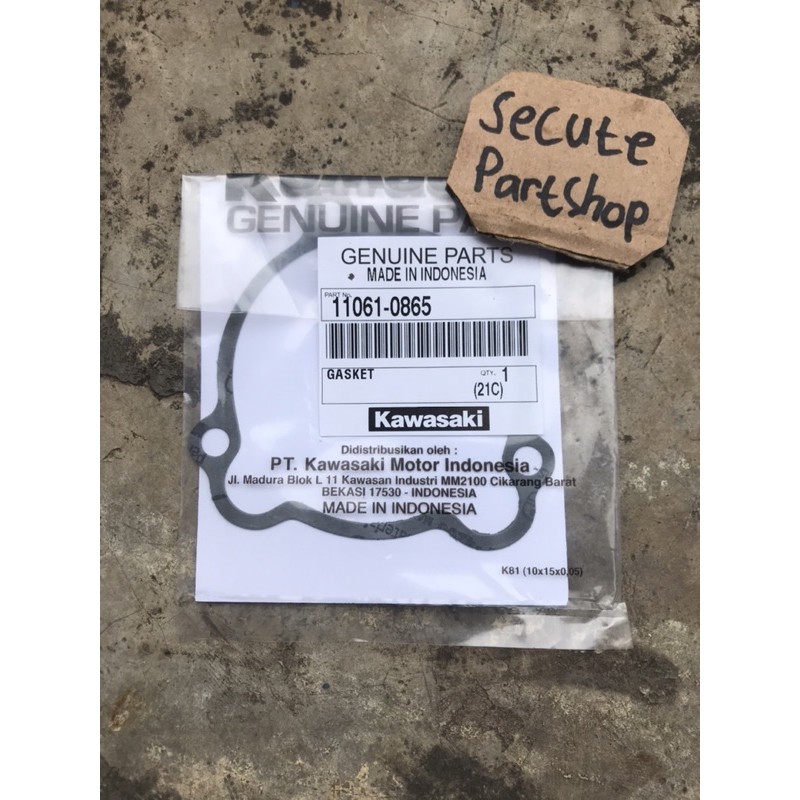 Secute
PartShop
GENUINE PA
GENUINE PARTS
MADE IN INDONESIA
PART No.
11061-0865
GASKET
QTY. 1
(21C)
Kawasaki
Didistribusikan oleh :
PT. Kawasaki Motor Indonesia
Jl. Madura Blok L 11 Kawasan Industri MM2100 Cikarang Barat
BEKASI 17530 - INDONESIA
MADE IN INDONESIA
K81 (10x15x0,05)